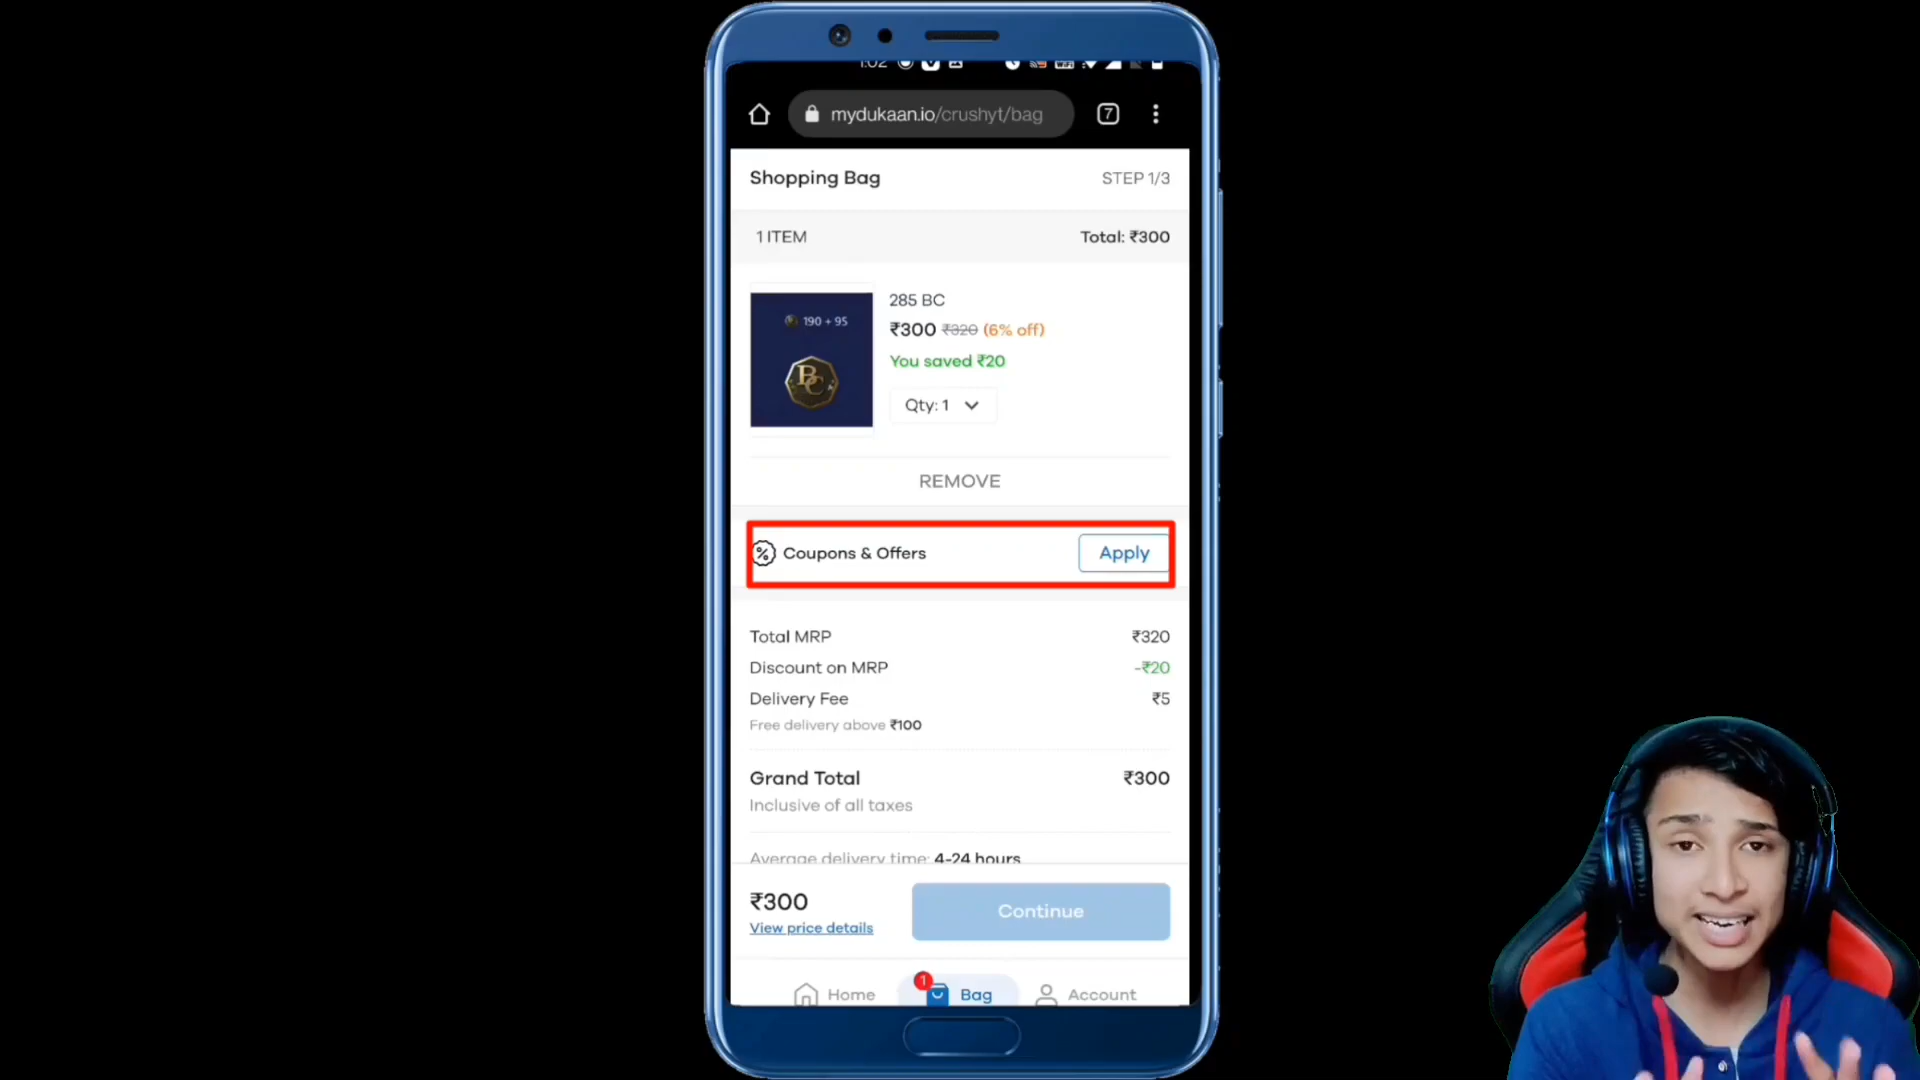 1:02
mydukaan.io/crushyt/bag
7
Shopping Bag
STEP 1/3
1 ITEM
Total: ₹300
190 + 95
BC
285 BC
₹300 ₹320 (6% off)
You saved ₹20
Qty: 1
REMOVE
% Coupons & Offers
Apply
Total MRP
₹320
Discount on MRP
-₹20
Delivery Fee
₹5
Free delivery above ₹100
Grand Total
₹300
Inclusive of all taxes
Average delivery time: 4-24 hours
₹300
View price details
Continue
Home
1
Bag
Account